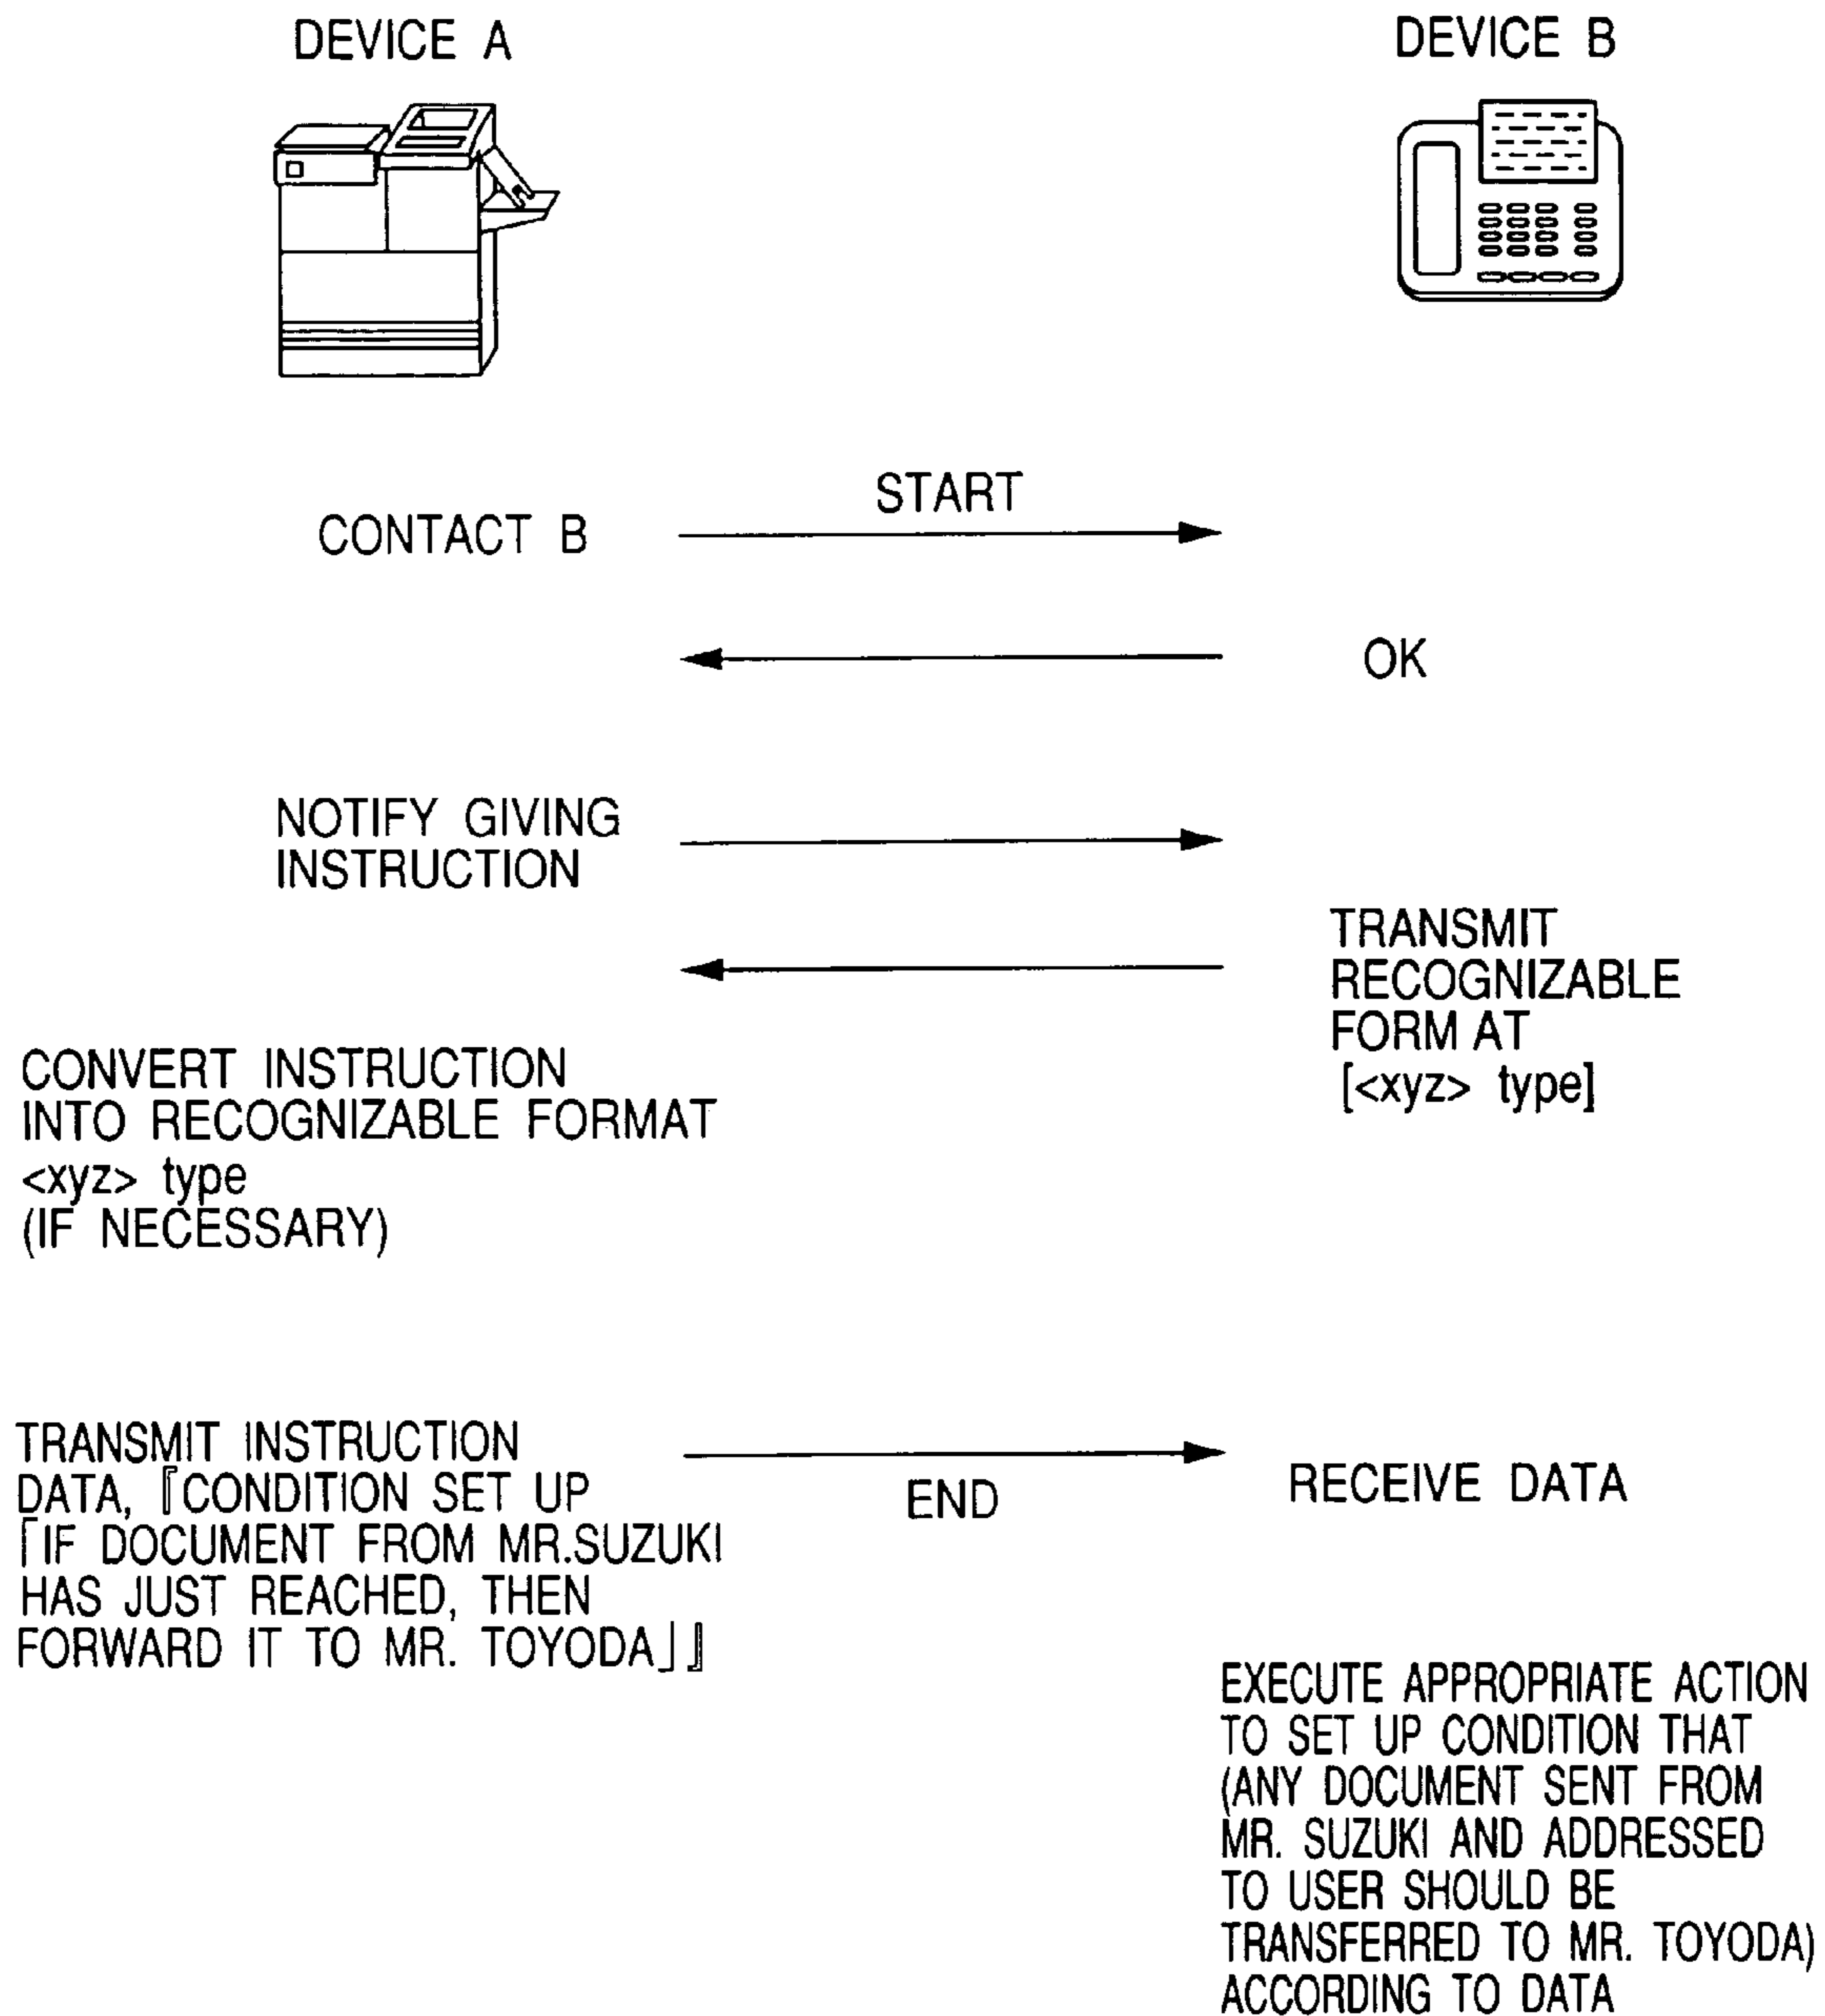 DEVICE A
DEVICE B
START
CONTACT B
OK
NOTIFY GIVING
INSTRUCTION
TRANSMIT
RECOGNIZABLE
FORM AT
[<xyz> type]
CONVERT INSTRUCTION
INTO RECOGNIZABLE FORMAT
<xyz> type
(IF NECESSARY)
TRANSMIT INSTRUCTION
DATA, 『CONDITION SET UP
「IF DOCUMENT FROM MR.SUZUKI
HAS JUST REACHED, THEN
FORWARD IT TO MR. TOYODA」』
END
RECEIVE DATA
EXECUTE APPROPRIATE ACTION
TO SET UP CONDITION THAT
(ANY DOCUMENT SENT FROM
MR. SUZUKI AND ADDRESSED
TO USER SHOULD BE
TRANSFERRED TO MR. TOYODA)
ACCORDING TO DATA